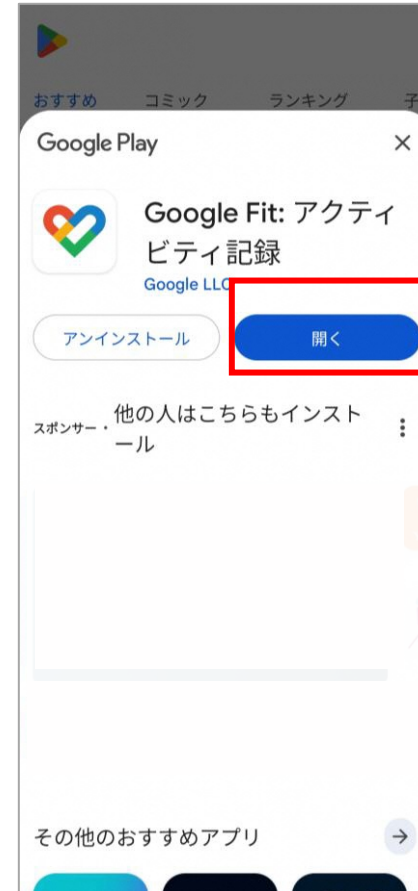 おすすめ コミック ランキング 子
Google Play
Google Fit: アクティ
ビティ記録
Google LLC
アンインストール 開く
スポンサー・他の人はこちらもインスト
ール
その他のおすすめアプリ